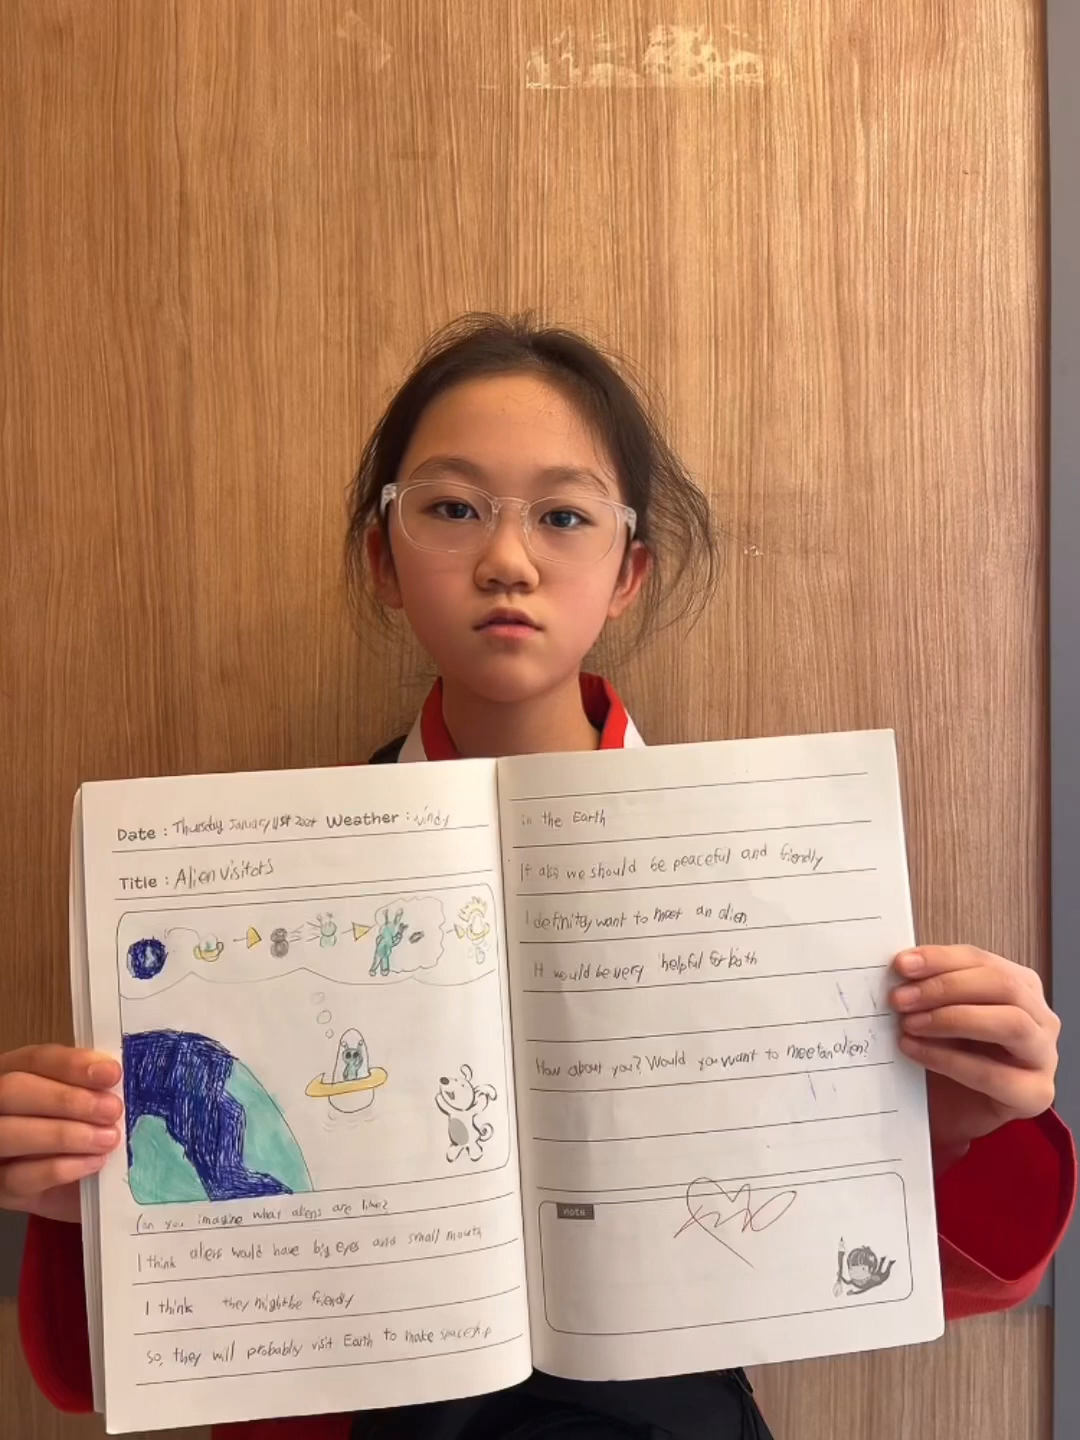 Date : Thursday January 11st 2024 Weather : windy
Title : Alien visitors
Can you imagine what aliens are like?
I think aliens would have big eyes and small mouth
I think they might be friendly
So, they will probably visit Earth to make spaceship
in the Earth
If also we should be peaceful and friendly
I definitey want to meet an alien
It would be very helpful for both
How about you? Would you want to meet an alien?
note